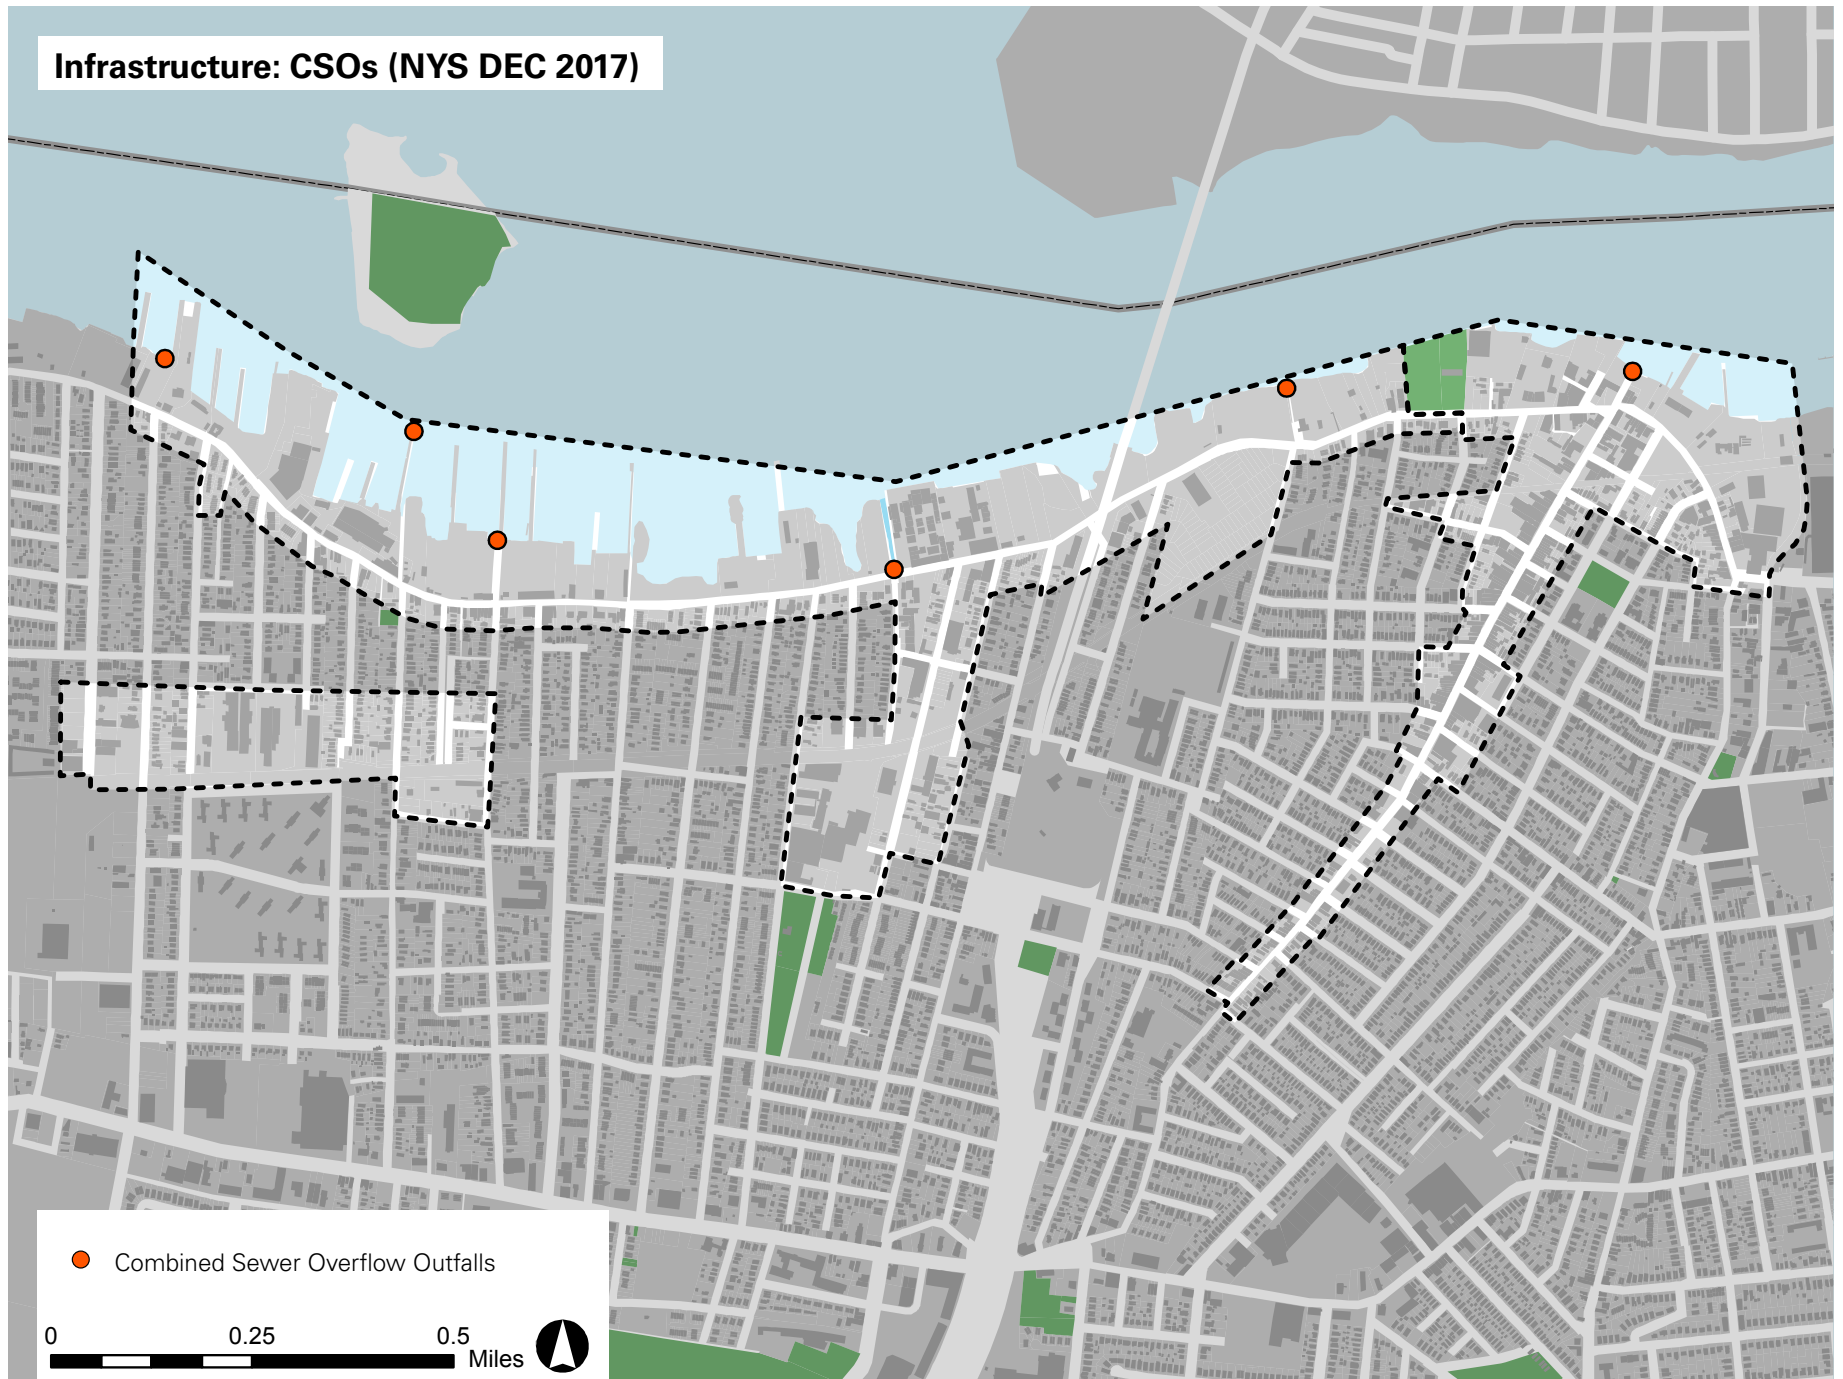 Infrastructure: CSOs (NYS DEC 2017)
Combined Sewer Overflow Outfalls
0 0.25 0.5
Miles